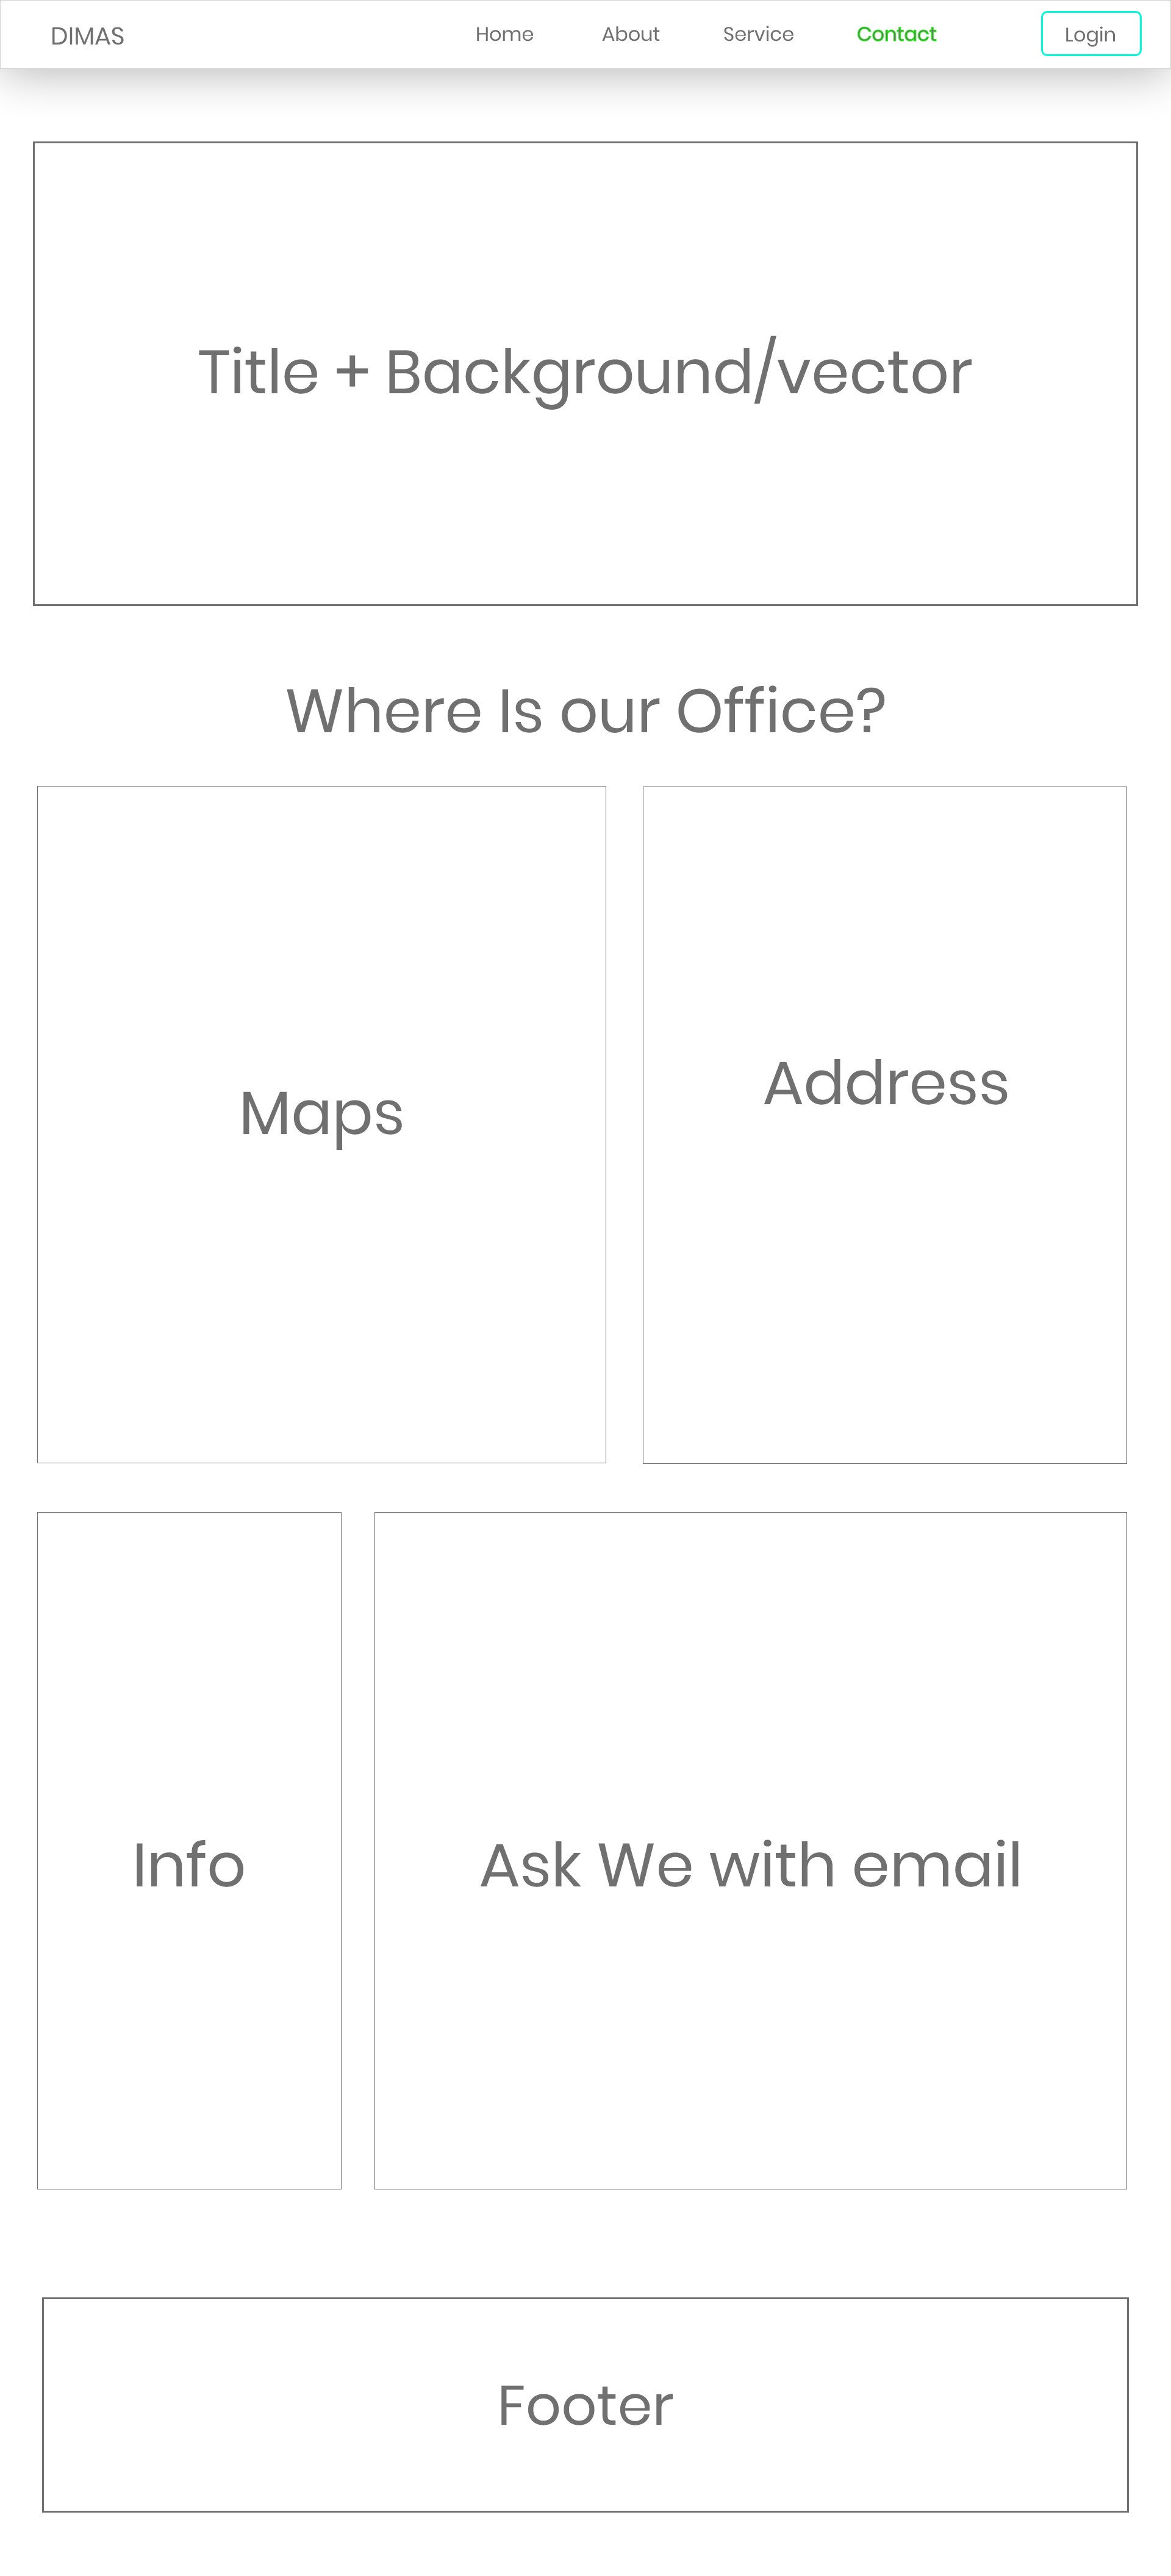 DIMAS
Home
About
Service
Contact
Login
Title + Background/vector
Where Is our Office?
Maps
Address
Info
Ask We with email
Footer